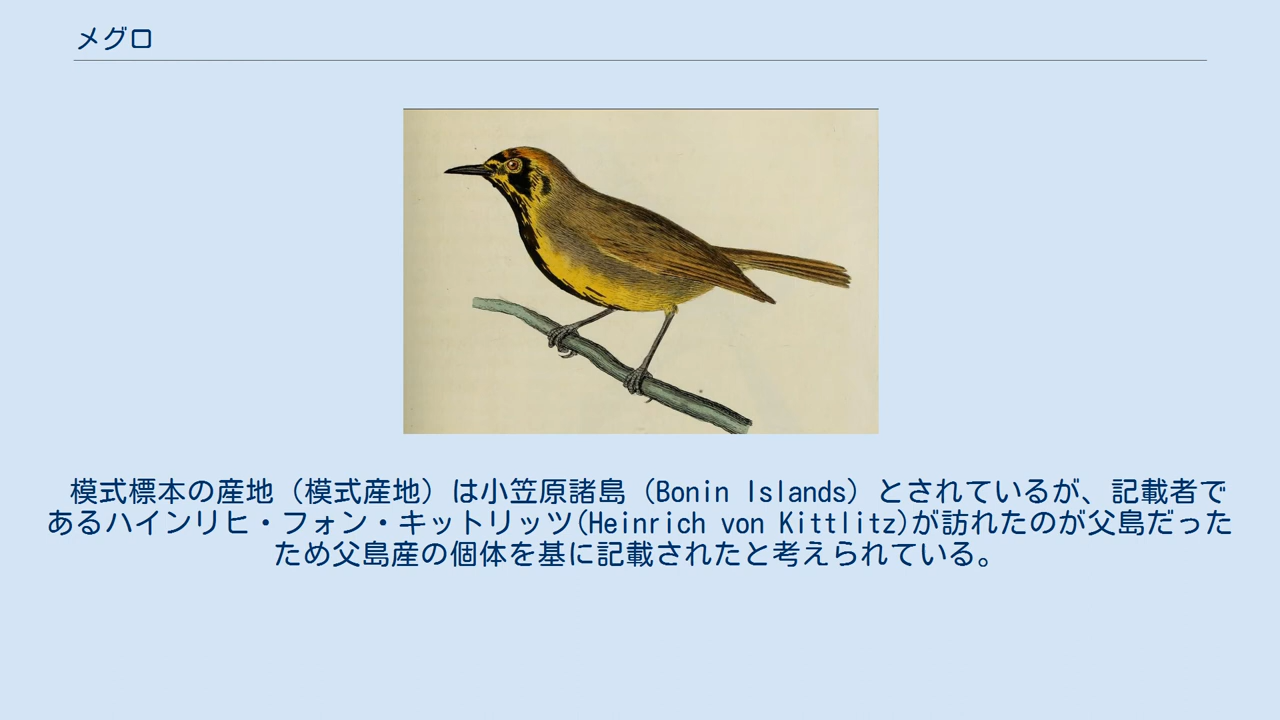 メグロ
模式標本の産地（模式産地）は小笠原諸島（Bonin Islands）とされているが、記載者で
あるハインリヒ・フォン・キットリッツ(Heinrich von Kittlitz)が訪れたのが父島だった
ため父島産の個体を基に記載されたと考えられている。